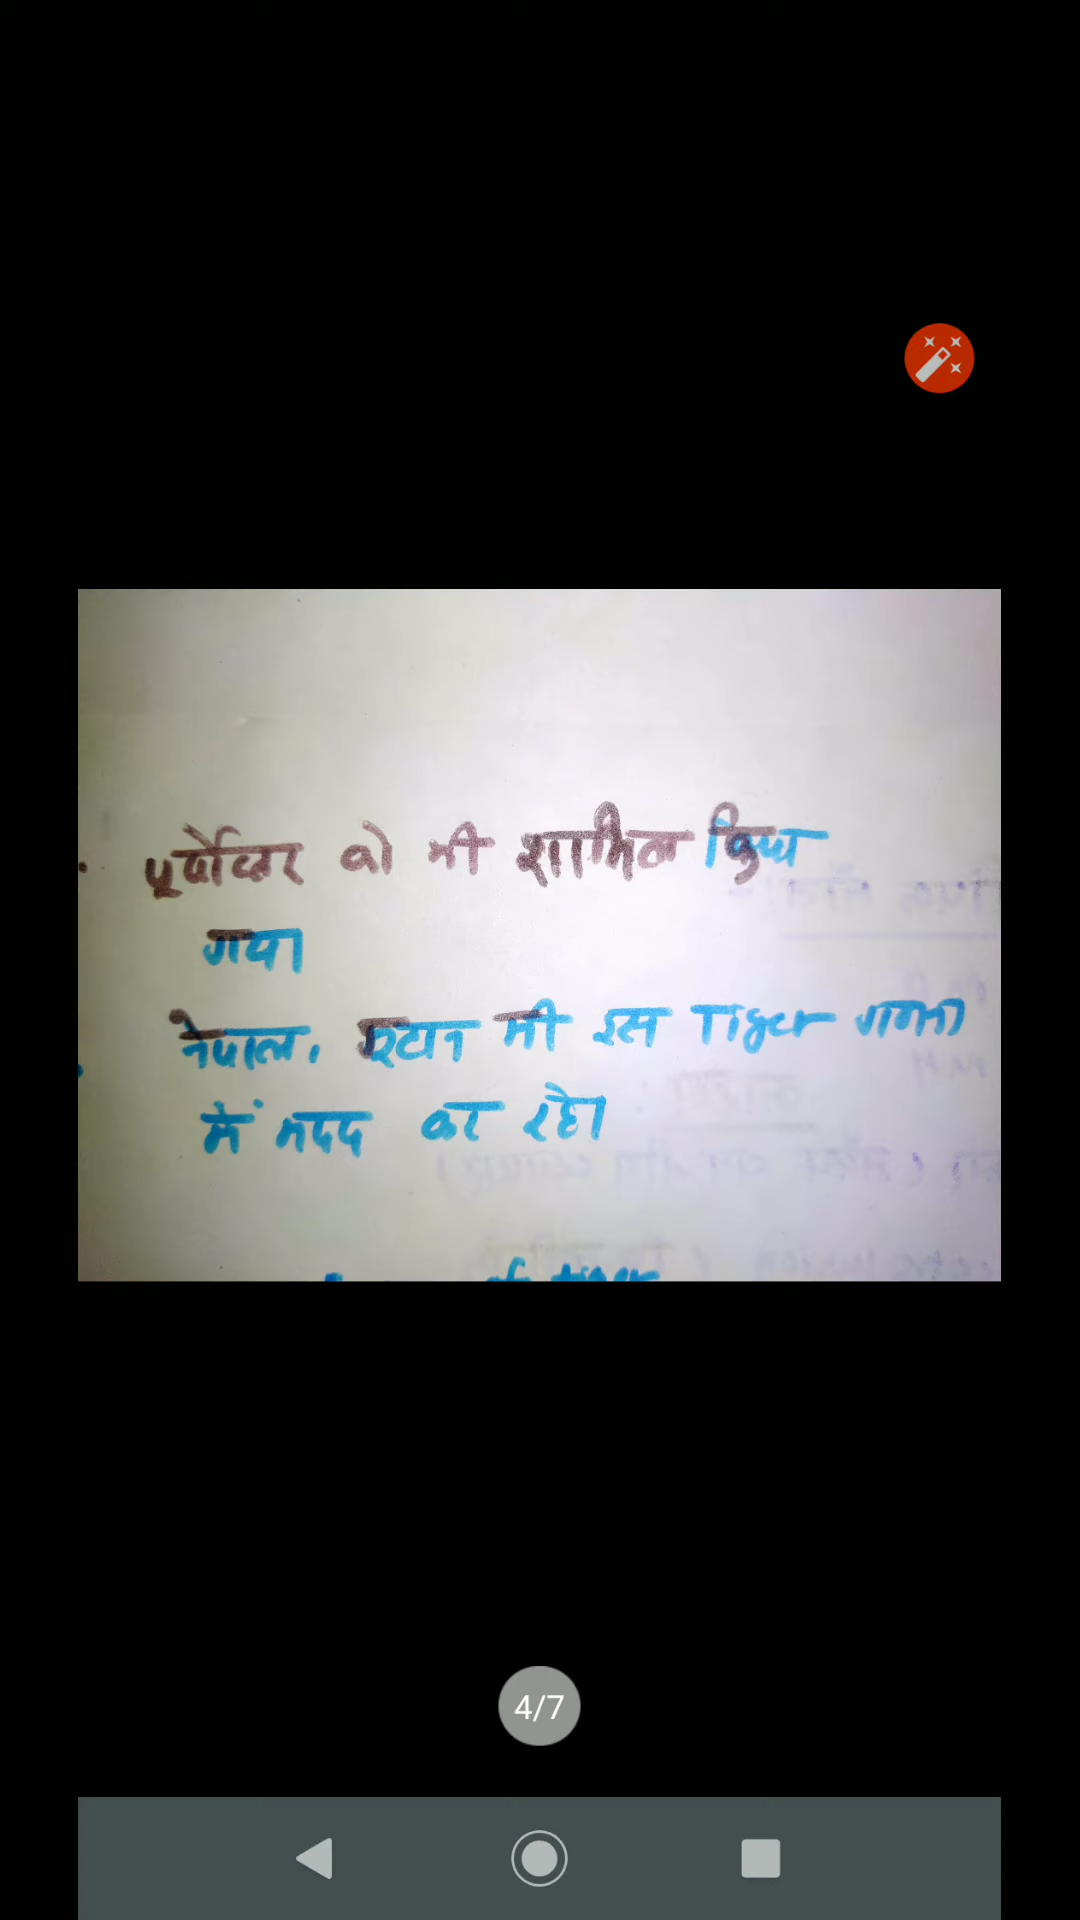 पूर्वोत्तर को भी शामिल किया
गया
नेपाल, भूटान भी इस Tiger गणना
में मदद कर रहे।
4/7